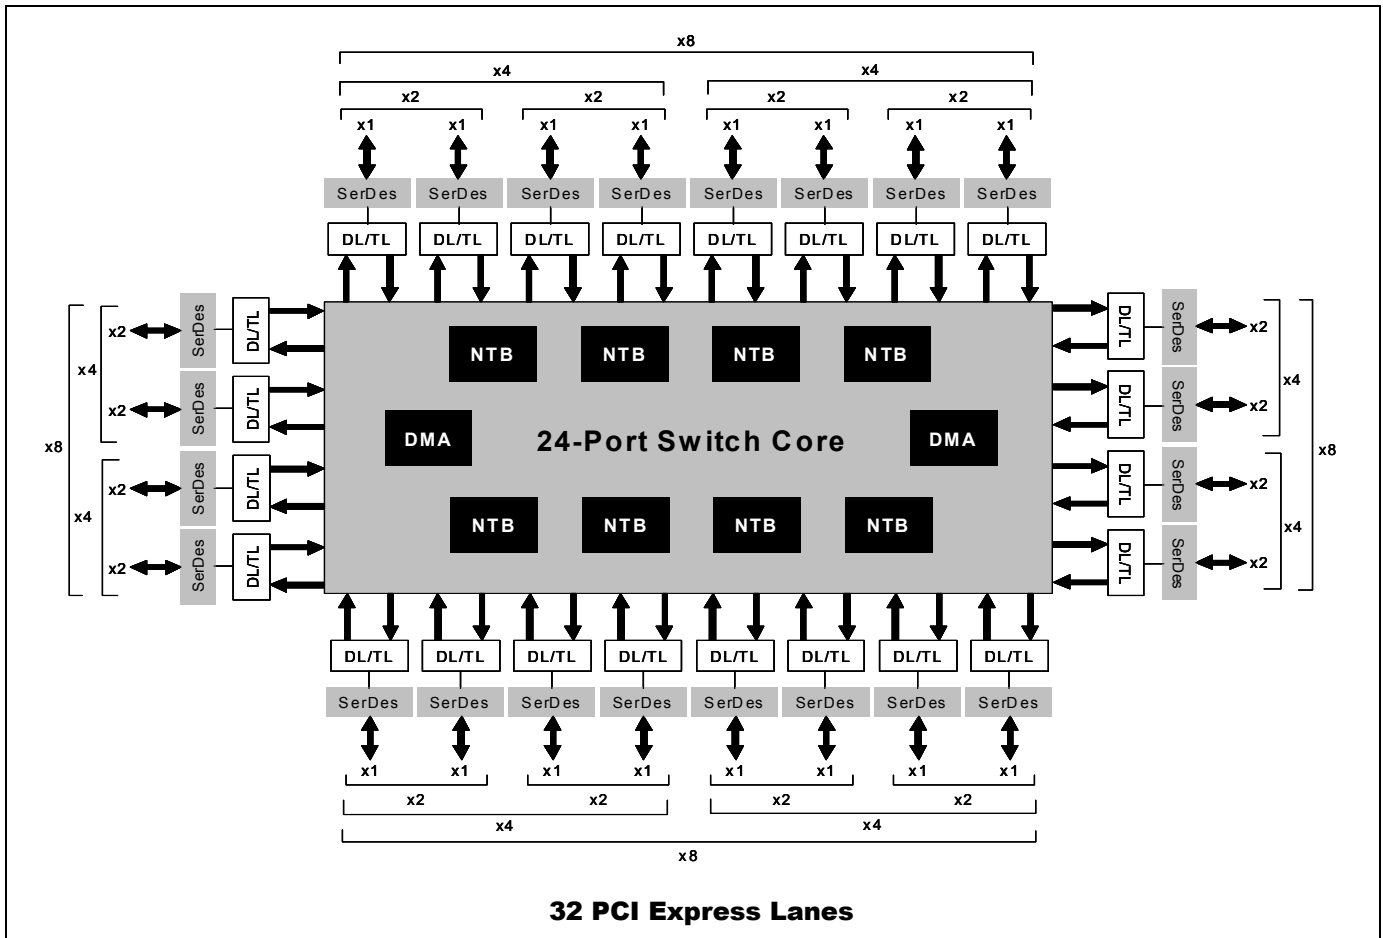 x8
x4 x4
x2 x2 x2 x2
x1 x1 x1 x1 x1 x1 x1 x1
SerDes SerDes SerDes SerDes SerDes SerDes SerDes SerDes
DL/TL DL/TL DL/TL DL/TL DL/TL DL/TL DL/TL DL/TL
x8
x4
x4
x2 SerDes DL/TL
x2 SerDes DL/TL
x2 SerDes DL/TL
x2 SerDes DL/TL
NTB NTB NTB NTB
DMA 24-Port Switch Core DMA
NTB NTB NTB NTB
DL/TL SerDes x2
DL/TL SerDes x2
DL/TL SerDes x2
DL/TL SerDes x2
x4
x4
x8
DL/TL DL/TL DL/TL DL/TL DL/TL DL/TL DL/TL DL/TL
SerDes SerDes SerDes SerDes SerDes SerDes SerDes SerDes
x1 x1 x1 x1 x1 x1 x1 x1
x2 x2 x2 x2
x4 x4
x8
32 PCI Express Lanes